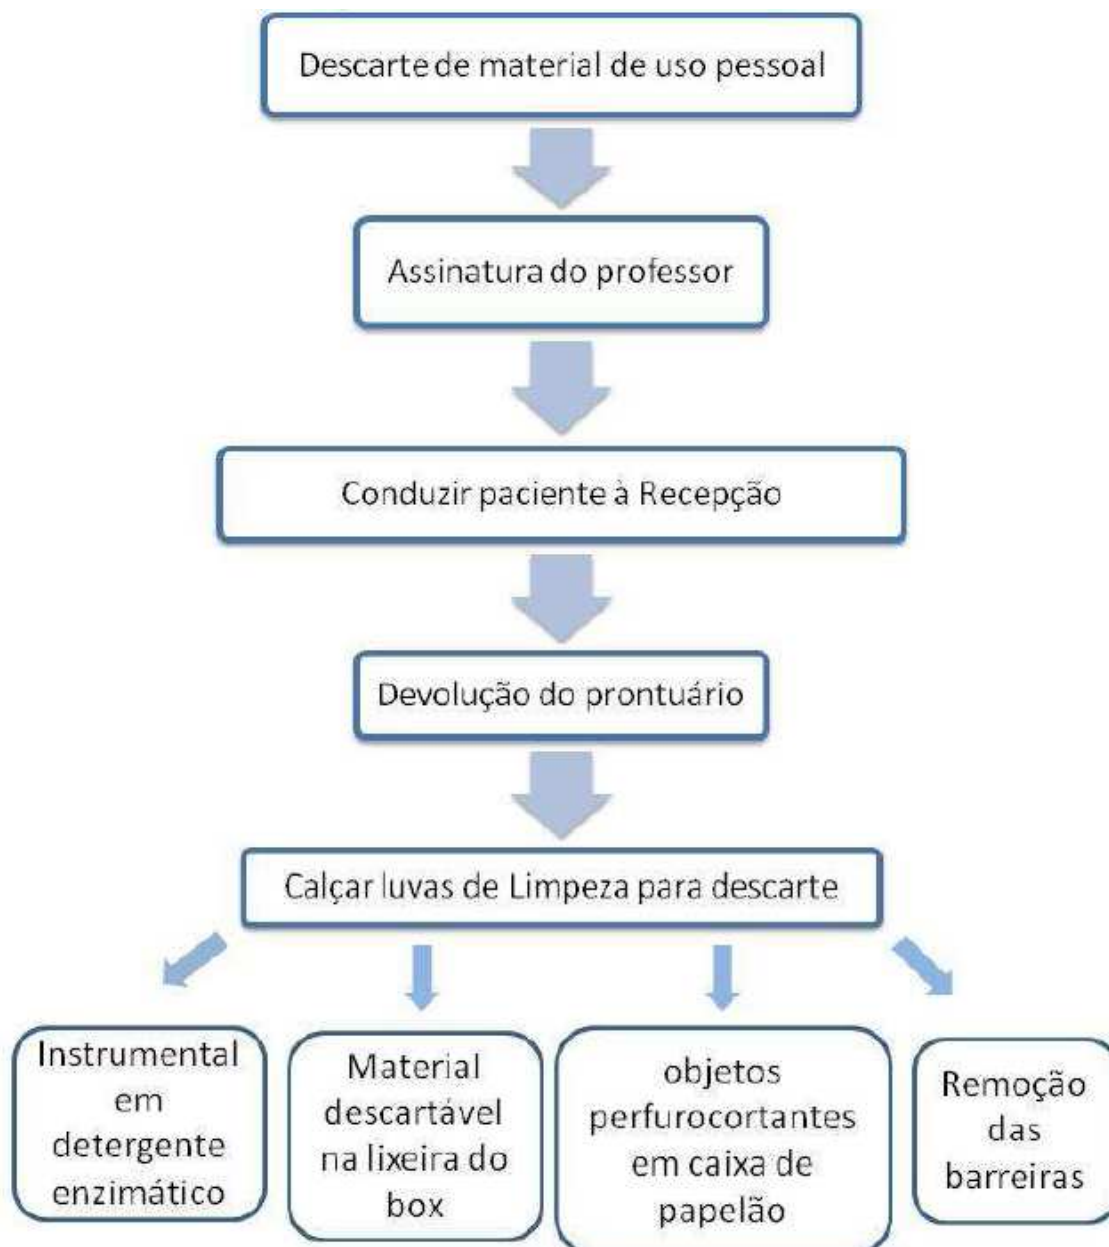 Descarte de material de uso pessoal
Assinatura do professor
Conduzir paciente à Recepção
Devolução do prontuário
Calçar luvas de Limpeza para descarte
Instrumental
em
detergente
enzimático
Material
descartável
na lixeira do
box
objetos
perfurocortantes
em caixa de
papelão
Remoção
das
barreiras